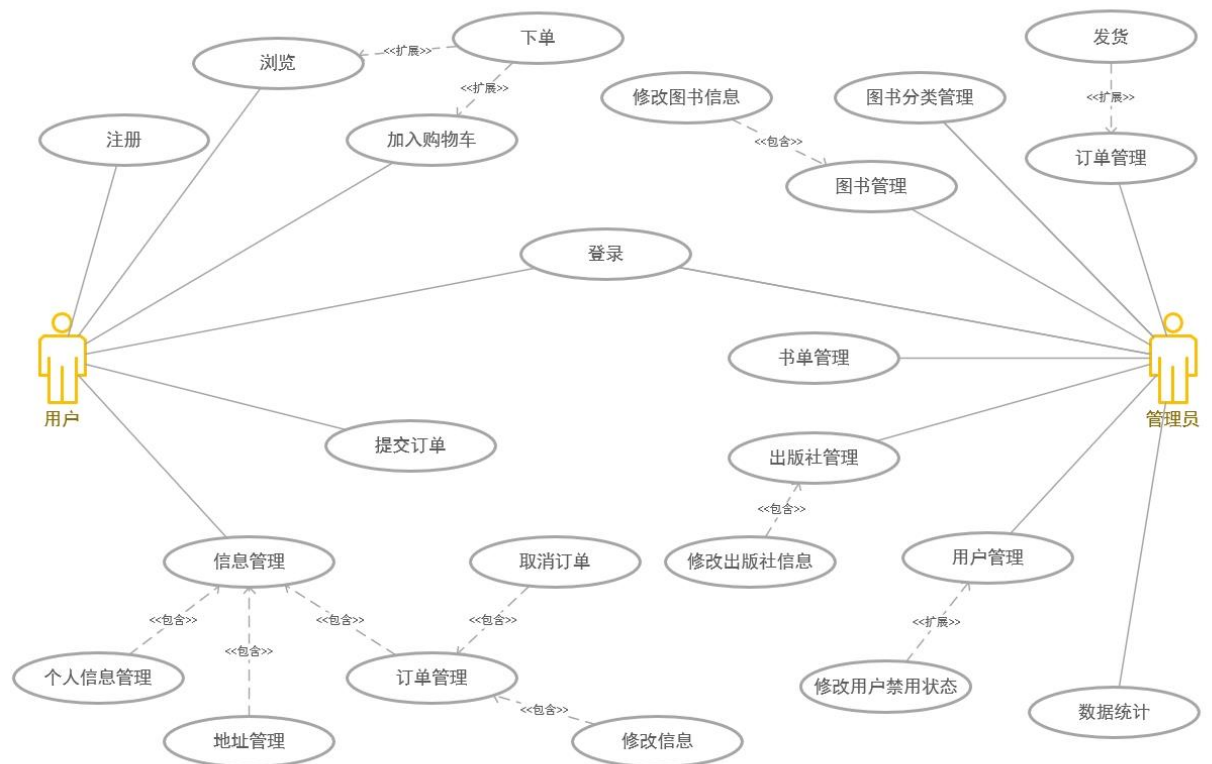 下单
发货
<<扩展>>
浏览
<<扩展>>
修改图书信息
图书分类管理
<<扩展>>
注册
加入购物车
<<包含>>
订单管理
图书管理
登录
书单管理
用户
管理员
提交订单
出版社管理
<<包含>>
信息管理
取消订单
修改出版社信息
用户管理
<<包含>>
<<包含>>
<<包含>>
<<扩展>>
<<包含>>
个人信息管理
订单管理
修改用户禁用状态
<<包含>>
数据统计
地址管理
修改信息